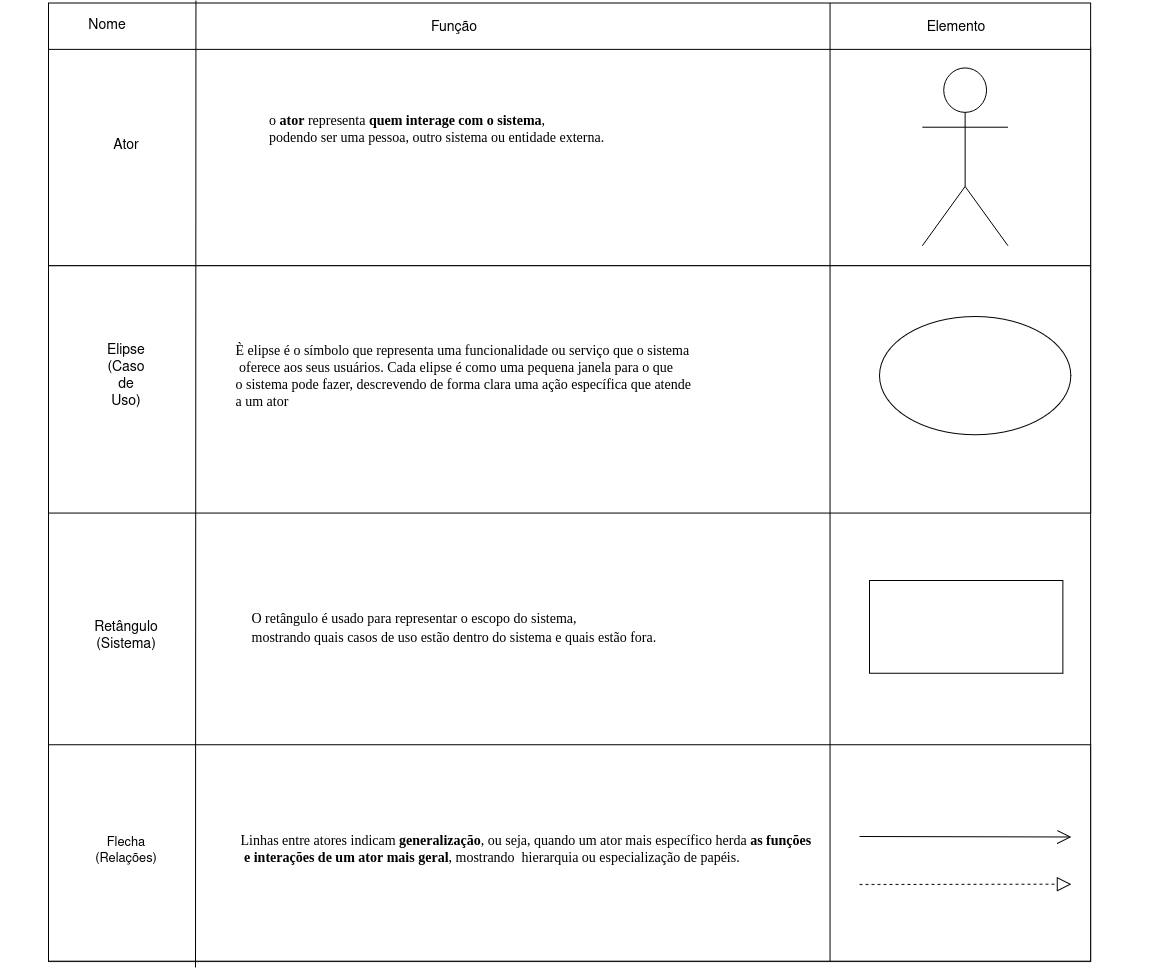 Nome
Função
Elemento
Ator
o ator representa quem interage com o sistema,
podendo ser uma pessoa, outro sistema ou entidade externa.
Elipse
(Caso
de
Uso)
È elipse é o símbolo que representa uma funcionalidade ou serviço que o sistema
oferece aos seus usuários. Cada elipse é como uma pequena janela para o que
o sistema pode fazer, descrevendo de forma clara uma ação específica que atende
a um ator
Retângulo
(Sistema)
O retângulo é usado para representar o escopo do sistema,
mostrando quais casos de uso estão dentro do sistema e quais estão fora.
Flecha
(Relações)
Linhas entre atores indicam generalização, ou seja, quando um ator mais específico herda as funções
e interações de um ator mais geral, mostrando  hierarquia ou especialização de papéis.